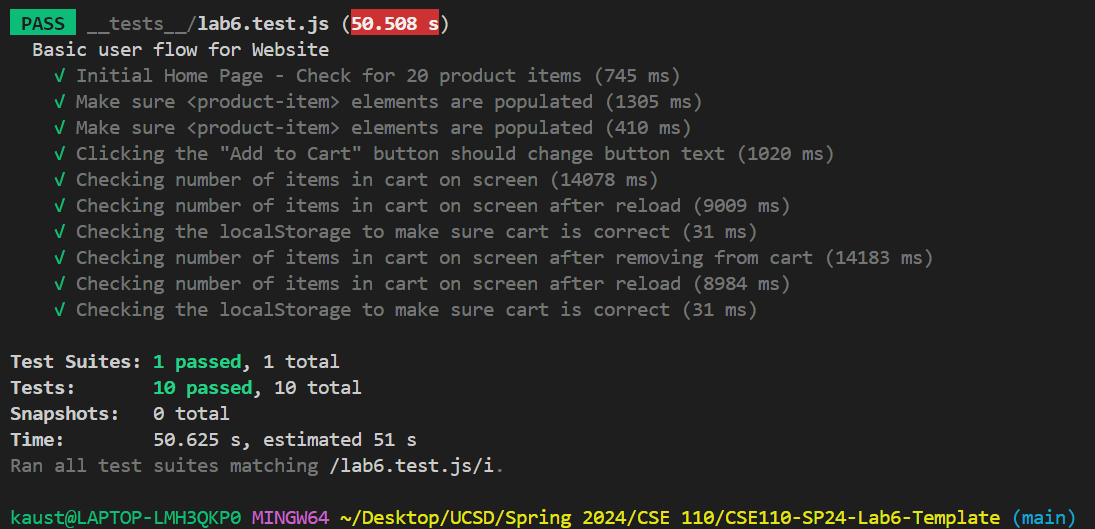 PASS __tests__/lab6.test.js (50.508 s)
Basic user flow for Website
√ Initial Home Page - Check for 20 product items (745 ms)
√ Make sure <product-item> elements are populated (1305 ms)
√ Make sure <product-item> elements are populated (410 ms)
√ Clicking the "Add to Cart" button should change button text (1020 ms)
√ Checking number of items in cart on screen (14078 ms)
√ Checking number of items in cart on screen after reload (9009 ms)
√ Checking the localStorage to make sure cart is correct (31 ms)
√ Checking number of items in cart on screen after removing from cart (14183 ms)
√ Checking number of items in cart on screen after reload (8984 ms)
√ Checking the localStorage to make sure cart is correct (31 ms)
Test Suites: 1 passed, 1 total
Tests: 10 passed, 10 total
Snapshots: 0 total
Time: 50.625 s, estimated 51 s
Ran all test suites matching /lab6.test.js/i.
kaust@LAPTOP-LMH3QKP0 MINGW64 ~/Desktop/UCSD/Spring 2024/CSE 110/CSE110-SP24-Lab6-Template (main)